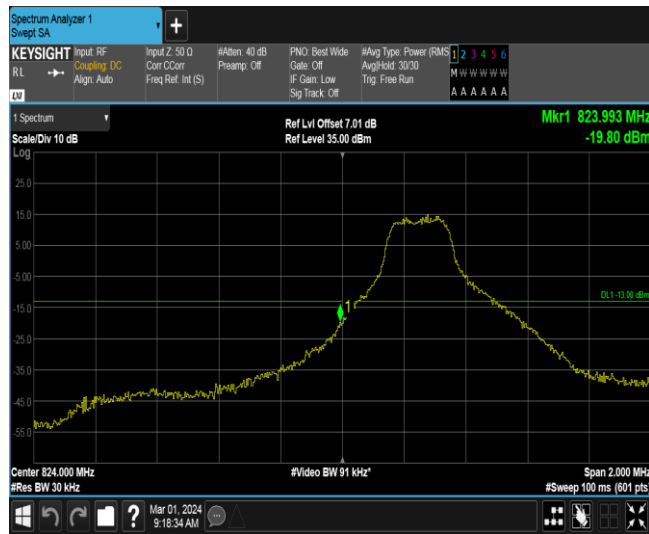 Spectrum Analyzer 1
Swept SA
KEYSIGHT
RL
LXI
Input: RF
Coupling: DC
Align: Auto
Input Z: 50 Ω
Corr CCorr
Freq Ref: Int (S)
#Atten: 40 dB
Preamp: Off
PNO: Best Wide
Gate: Off
IF Gain: Low
Sig Track: Off
#Avg Type: Power (RMS
Avg|Hold: 30/30
Trig: Free Run
1 2 3 4 5 6
M W W W W W
A A A A A A
1 Spectrum
Scale/Div 10 dB
Log
Ref Lvl Offset 7.01 dB
Ref Level 35.00 dBm
Mkr1 823.993 MHz
-19.80 dBm
25.0
15.0
5.00
-5.00
-15.0
-25.0
-35.0
-45.0
-55.0
1
DL1 -13.00 dBm
Center 824.000 MHz
#Res BW 30 kHz
#Video BW 91 kHz*
Span 2.000 MHz
#Sweep 100 ms (601 pts
?
Mar 01, 2024
9:18:34 AM